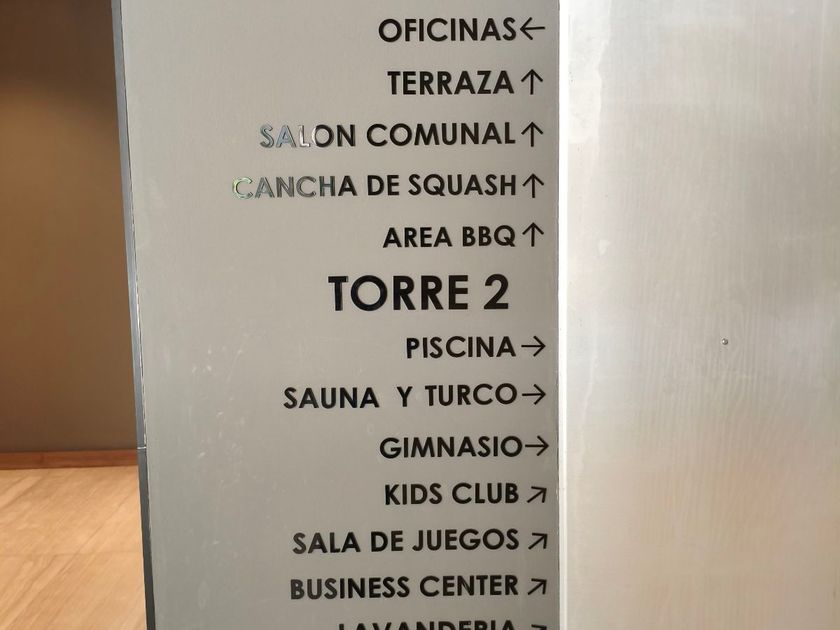 OFICINAS←
TERRAZA↑
SALON COMUNAL↑
CANCHA DE SQUASH↑
AREA BBQ↑
TORRE 2
PISCINA→
SAUNA Y TURCO→
GIMNASIO→
KIDS CLUB↗
SALA DE JUEGOS↗
BUSINESS CENTER↗
LAVANDERIA↗